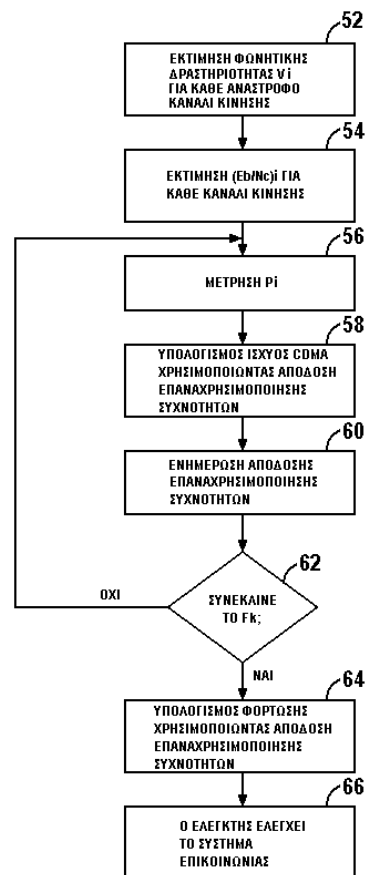 52
ΕΚΤΙΜΗΣΗ ΦΩΝΗΤΙΚΗΣ
ΔΡΑΣΤΗΡΙΟΤΗΤΑΣ Vi
ΓΙΑ ΚΑΘΕ ΑΝΑΣΤΡΟΦΟ
ΚΑΝΑΛΙ ΚΙΝΗΣΗΣ
54
ΕΚΤΙΜΗΣΗ (Eb/Nc)i ΓΙΑ
ΚΑΘΕ ΚΑΝΑΛΙ ΚΙΝΗΣΗΣ
56
ΜΕΤΡΗΣΗ Pi
58
ΥΠΟΛΟΓΙΣΜΟΣ ΙΣΧΥΟΣ CDMA
ΧΡΗΣΙΜΟΠΟΙΩΝΤΑΣ ΑΠΟΔΟΣΗ
ΕΠΑΝΑΧΡΗΣΙΜΟΠΟΙΗΣΗΣ
ΣΥΧΝΟΤΗΤΩΝ
60
ΕΝΗΜΕΡΩΣΗ ΑΠΟΔΟΣΗΣ
ΕΠΑΝΑΧΡΗΣΙΜΟΠΟΙΗΣΗΣ
ΣΥΧΝΟΤΗΤΩΝ
62
ΣΥΝΕΚΛΙΝΕ
ΤΟ Fk;
ΟΧΙ
ΝΑΙ
64
ΥΠΟΛΟΓΙΣΜΟΣ ΦΟΡΤΩΣΗΣ
ΧΡΗΣΙΜΟΠΟΙΩΝΤΑΣ ΑΠΟΔΟΣΗ
ΕΠΑΝΑΧΡΗΣΙΜΟΠΟΙΗΣΗΣ
ΣΥΧΝΟΤΗΤΩΝ
66
Ο ΕΛΕΓΚΤΗΣ ΕΛΕΓΧΕΙ
ΤΟ ΣΥΣΤΗΜΑ
ΕΠΙΚΟΙΝΩΝΙΑΣ